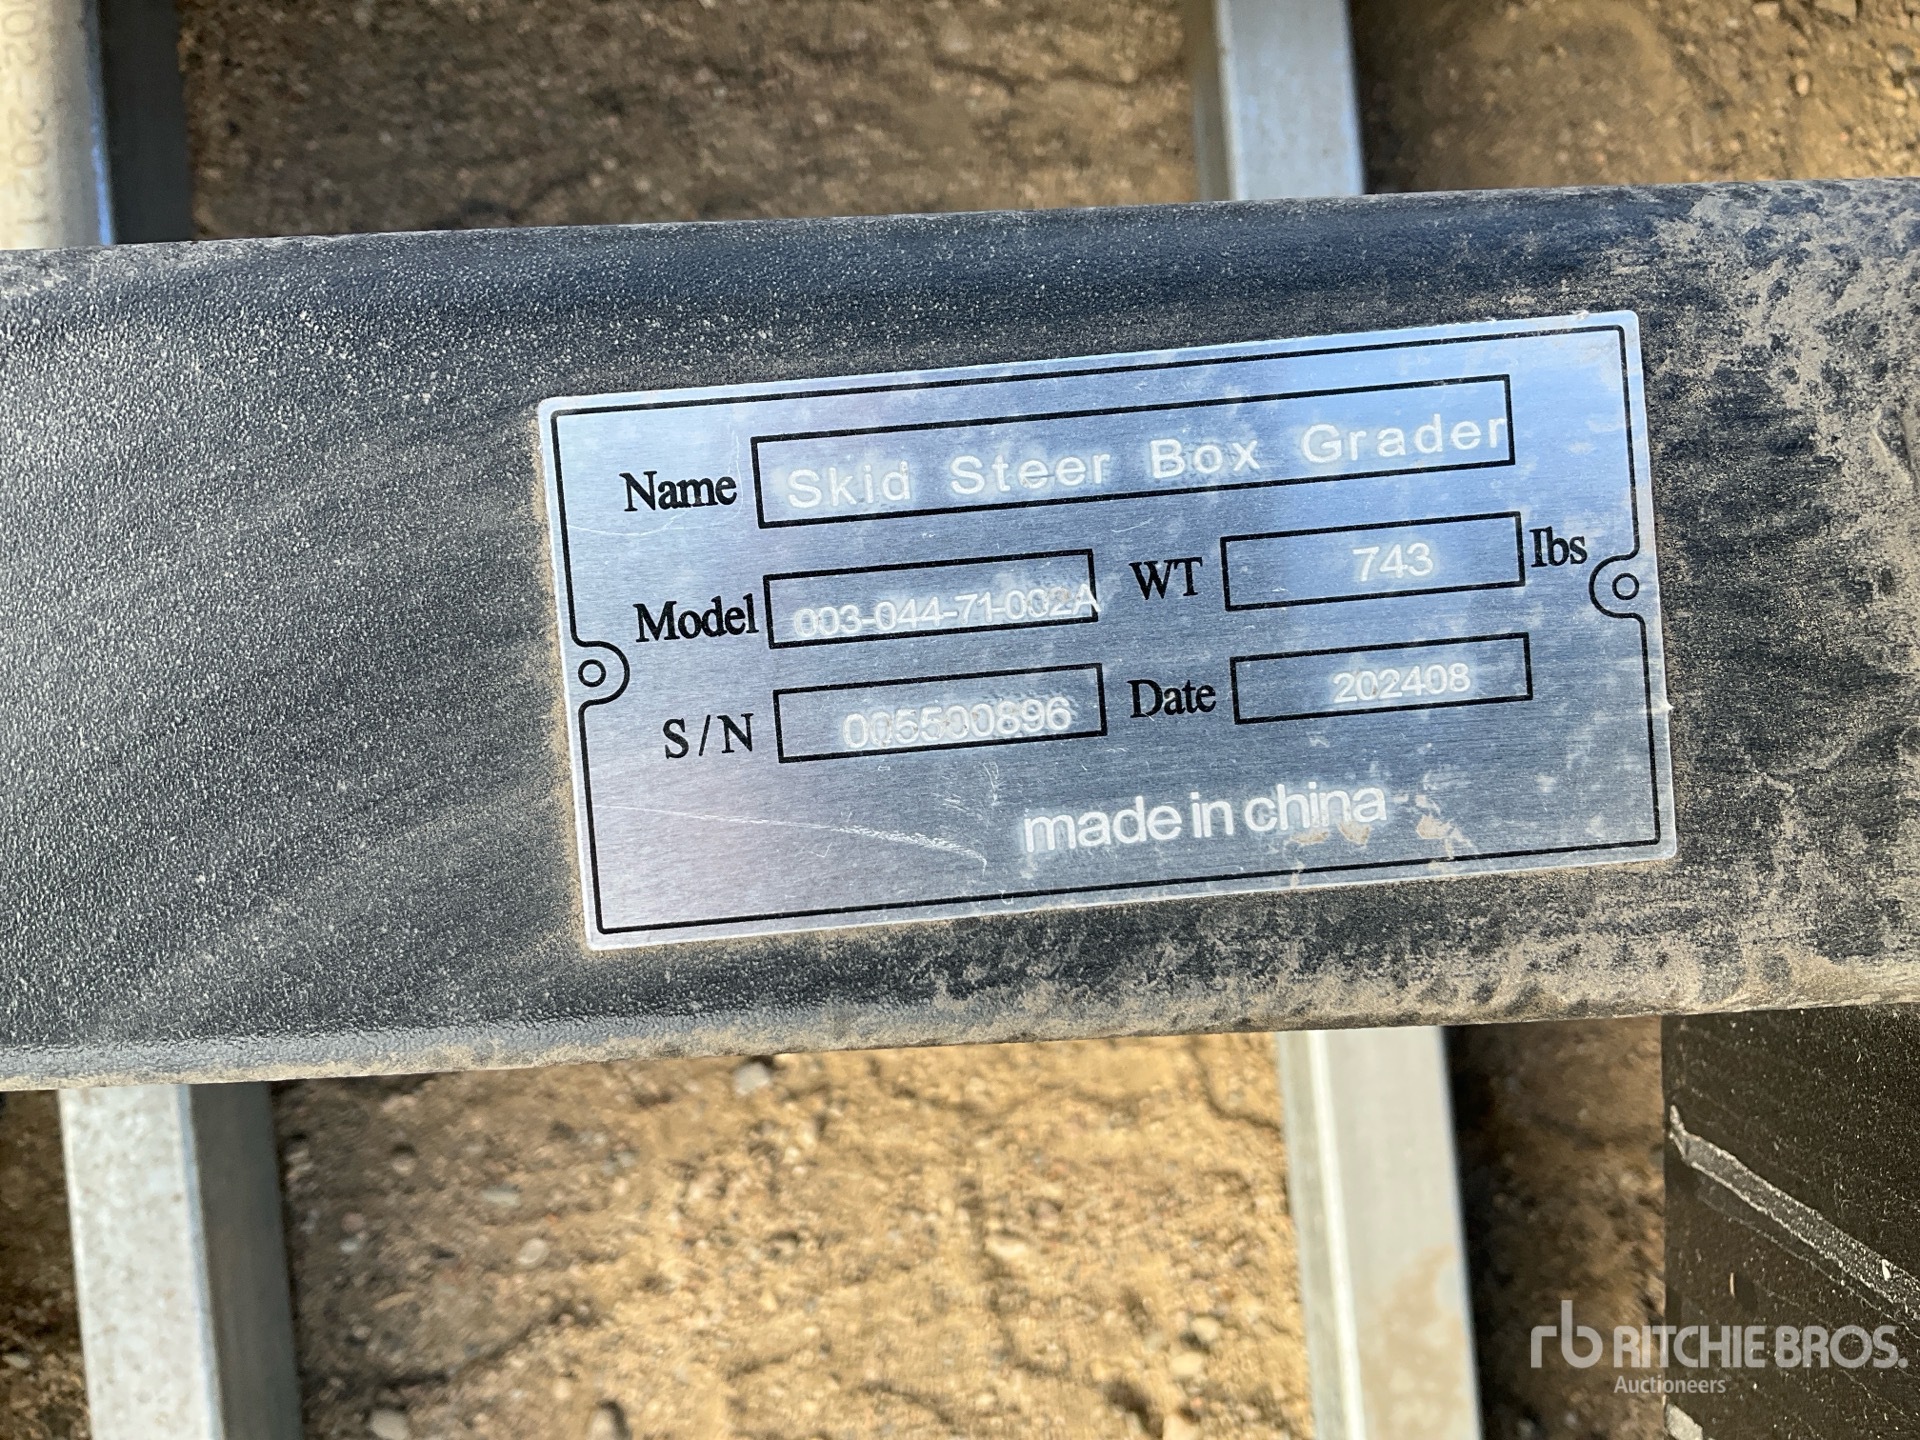 Name Skid Steer Box Grader
Model 003-044-71-002A WT 743 lbs
S/N 005500896 Date 202408
made in china
rb RITCHIE BROS.
Auctioneers